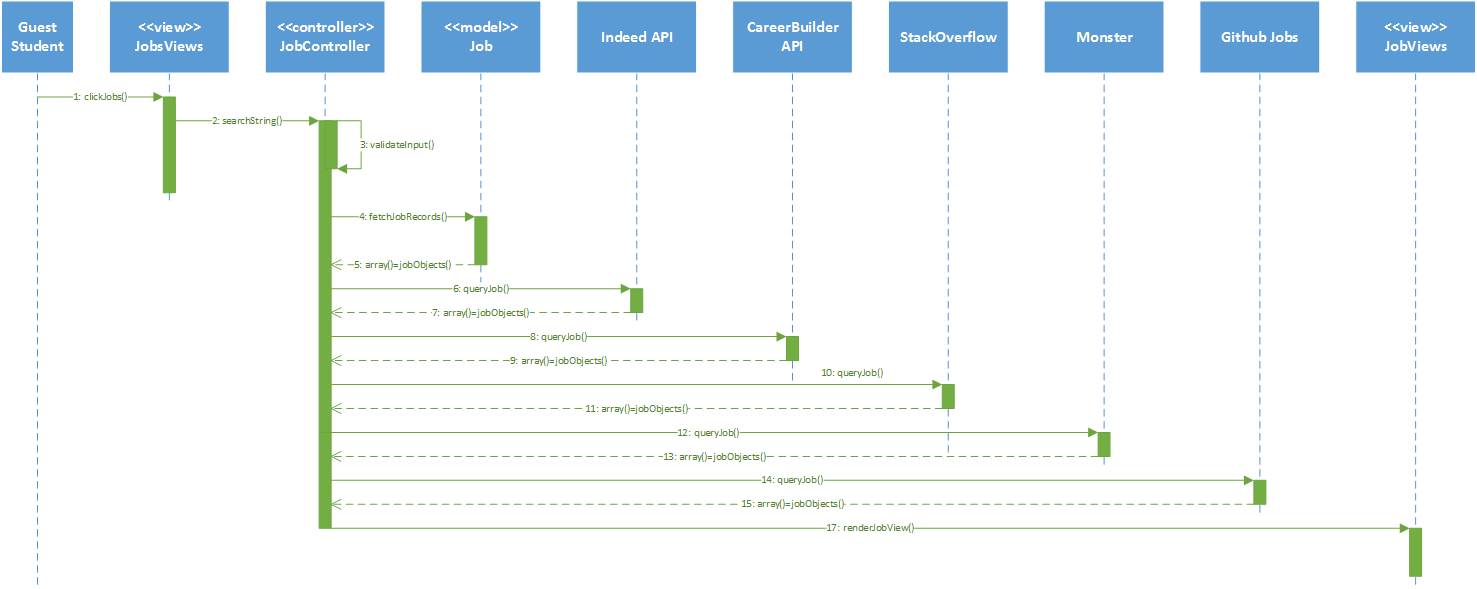 Guest
Student
<<view>>
JobsViews
<<controller>>
JobController
<<model>>
Job
Indeed API
CareerBuilder
API
StackOverflow
Monster
Github Jobs
<<view>>
JobViews
1: clickJobs()
2: searchString()
3: validateInput()
4: fetchJobRecords()
5: array()=jobObjects()
6: queryJob()
7: array()=jobObjects()
8: queryJob()
9: array()=jobObjects()
10: queryJob()
11: array()=jobObjects()
12: queryJob()
13: array()=jobObjects()
14: queryJob()
15: array()=jobObjects()
17: renderJobView()